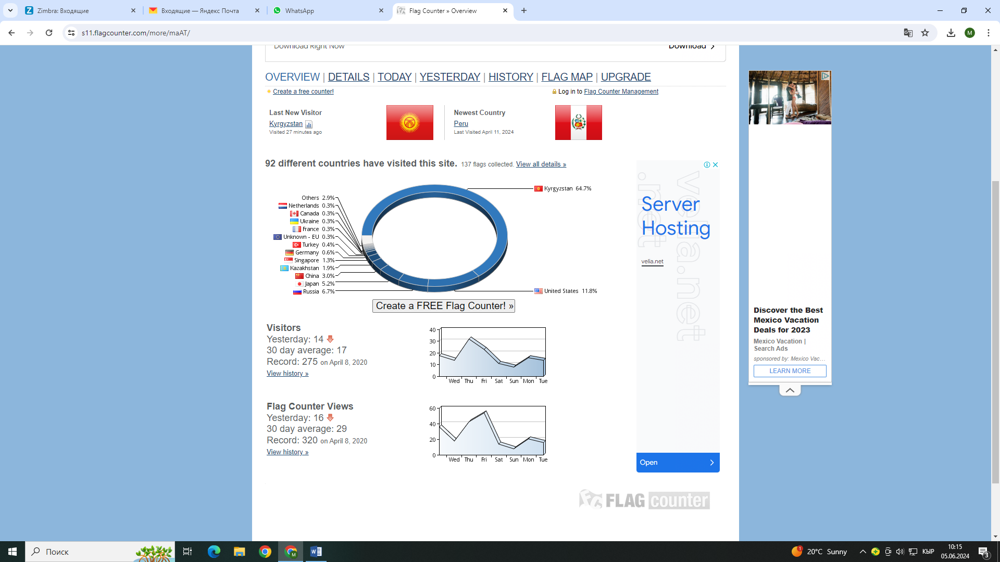 Zimbra: Входящие
Входящие — Яндекс Почта
WhatsApp
Flag Counter » Overview
s11.flagcounter.com/more/maAT/
M
Download Right Now
Download
OVERVIEW | DETAILS | TODAY | YESTERDAY | HISTORY | FLAG MAP | UPGRADE
Create a free counter!
Log in to Flag Counter Management
Last New Visitor
Kyrgyzstan
Visited 27 minutes ago
Newest Country
Peru
Last Visited April 11, 2024
92 different countries have visited this site. 137 flags collected. View all details »
Kyrgyzstan 64.7%
Others 2.9%
Netherlands 0.3%
Canada 0.3%
Ukraine 0.3%
France 0.3%
Unknown - EU 0.3%
Turkey 0.4%
Germany 0.6%
Singapore 1.3%
Kazakhstan 1.9%
China 3.0%
Japan 5.2%
Russia 6.7%
United States 11.8%
Create a FREE Flag Counter! »
Visitors
Yesterday: 14
30 day average: 17
Record: 275 on April 8, 2020
View history »
40
30
20
10
0
Wed Thu Fri Sat Sun Mon Tue
Flag Counter Views
Yesterday: 16
30 day average: 29
Record: 320 on April 8, 2020
View history »
60
40
20
0
Wed Thu Fri Sat Sun Mon Tue
velia.net
velia.net
Server
Hosting
velia.net
Open
Discover the Best
Mexico Vacation
Deals for 2023
Mexico Vacation |
Search Ads
sponsored by: Mexico Vac...
LEARN MORE
FLAG counter
Поиск
M
1
20°C Sunny
КЫР
10:15
05.06.2024
3